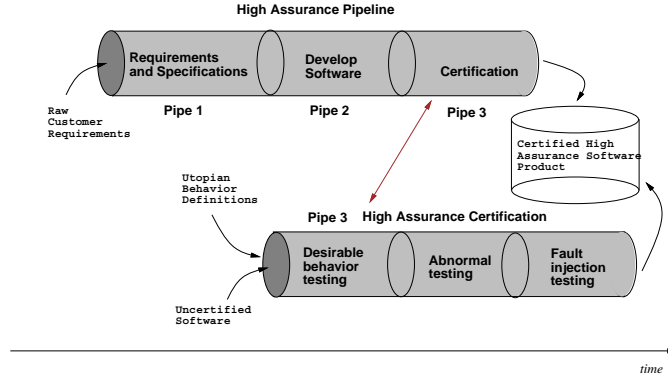 High Assurance Pipeline
Requirements
and Specifications
Develop
Software
Certification
Raw
Customer
Requirements
Pipe 1
Pipe 2
Pipe 3
Certified High
Assurance Software
Product
Utopian
Behavior
Definitions
Pipe 3 High Assurance Certification
Desirable
behavior
testing
Abnormal
testing
Fault
injection
testing
Uncertified
Software
time